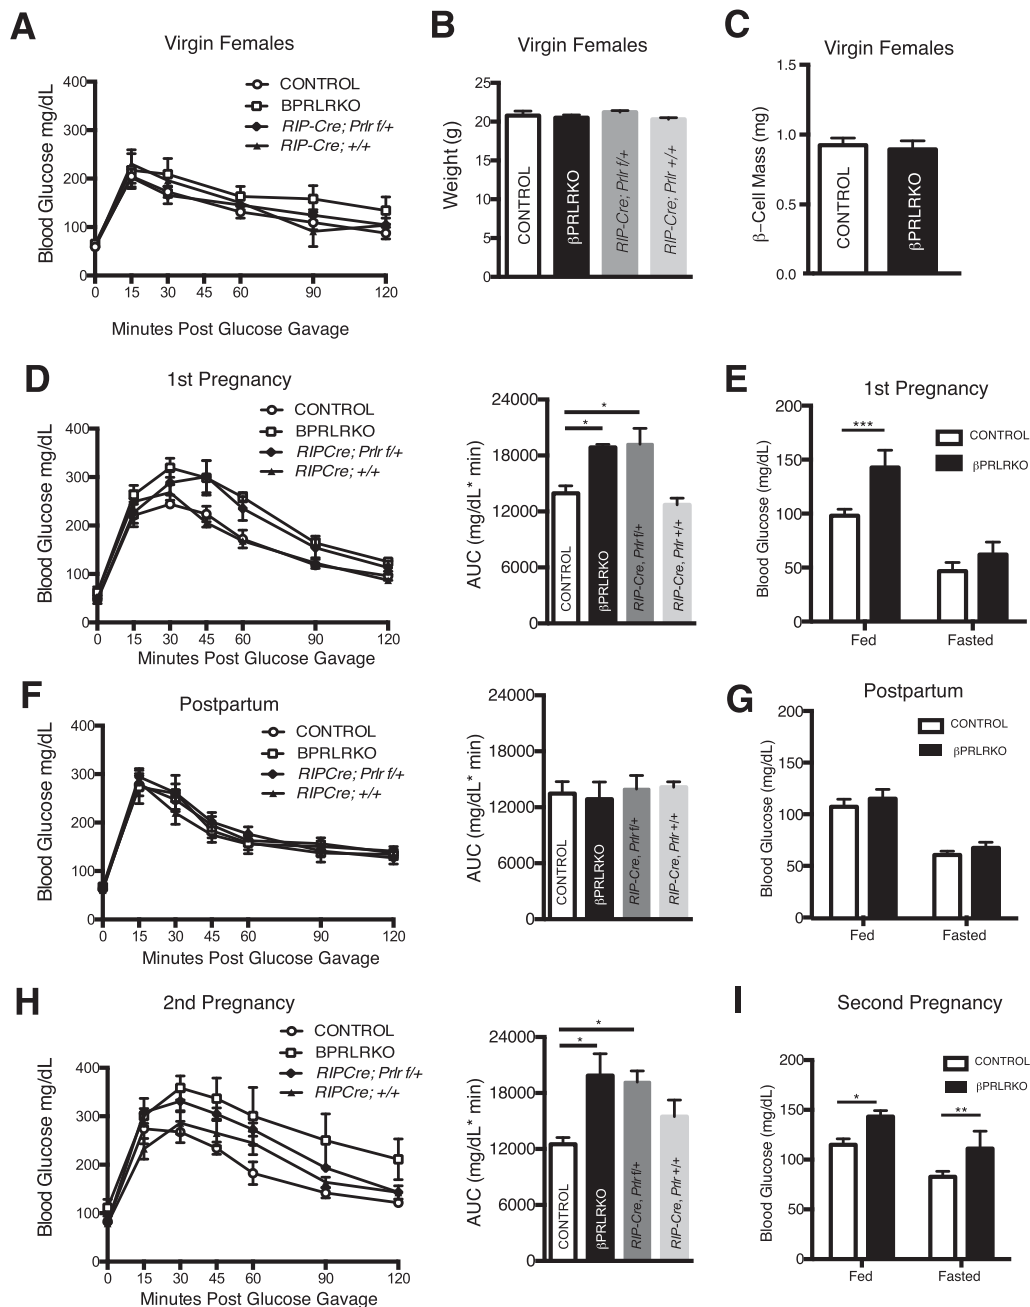 A
Virgin Females
Blood Glucose mg/dL
400
300
200
100
0
CONTROL
BPRLRKO
RIP-Cre; Prlr f/+
RIP-Cre; +/+
0 15 30 45 60 90 120
Minutes Post Glucose Gavage
B
Virgin Females
Weight (g)
25
20
15
10
5
0
CONTROL
βPRLRKO
RIP-Cre; Prlr f/+
RIP-Cre; Prlr +/+
C
Virgin Females
β−Cell Mass (mg)
1.5
1.0
0.5
0.0
CONTROL
βPRLRKO
D
1st Pregnancy
Blood Glucose mg/dL
400
300
200
100
0
CONTROL
BPRLRKO
RIPCre; Prlr f/+
RIPCre; +/+
0 15 30 45 60 90 120
Minutes Post Glucose Gavage
AUC (mg/dL* min)
24000
18000
12000
6000
0
*
*
CONTROL
βPRLRKO
RIP-Cre, Prlr f/+
RIP-Cre, Prlr +/+
E
1st Pregnancy
Blood Glucose (mg/dL)
200
150
100
50
0
***
CONTROL
βPRLRKO
Fed Fasted
F
Postpartum
Blood Glucose mg/dL
400
300
200
100
0
CONTROL
BPRLRKO
RIPCre; Prlr f/+
RIPCre; +/+
0 15 30 45 60 90 120
Minutes Post Glucose Gavage
AUC (mg/dL* min)
24000
18000
12000
6000
0
CONTROL
βPRLRKO
RIP-Cre, Prlr f/+
RIP-Cre, Prlr +/+
G
Postpartum
Blood Glucose (mg/dL)
200
150
100
50
0
CONTROL
βPRLRKO
Fed Fasted
H
2nd Pregnancy
Blood Glucose mg/dL
400
300
200
100
0
CONTROL
BPRLRKO
RIPCre; Prlr f/+
RIPCre; +/+
0 15 30 45 60 90 120
Minutes Post Glucose Gavage
AUC (mg/dL* min)
24000
18000
12000
6000
0
*
*
CONTROL
βPRLRKO
RIP-Cre, Prlr f/+
RIP-Cre, Prlr +/+
I
Second Pregnancy
Blood Glucose (mg/dL)
200
150
100
50
0
*
**
CONTROL
βPRLRKO
Fed Fasted